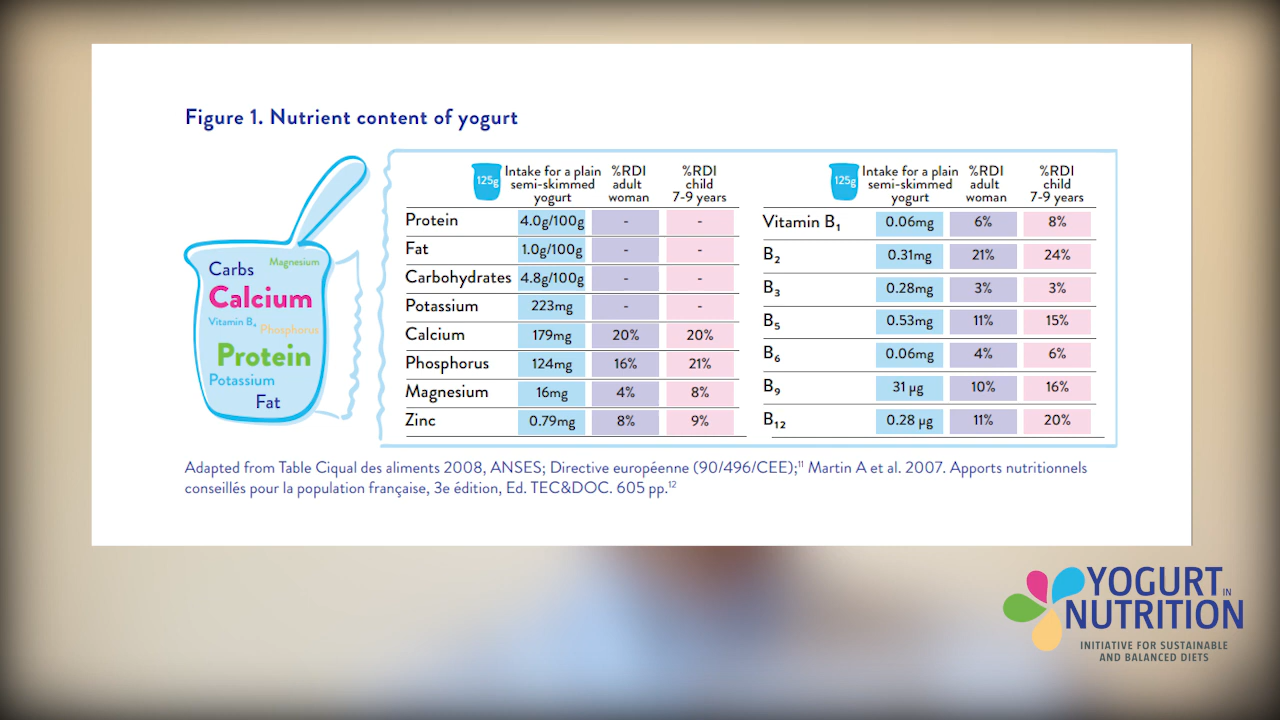 Figure 1. Nutrient content of yogurt
Carbs
Magnesium
Calcium
Vitamin B₄
Phosphorus
Protein
Potassium
Fat
125g Intake for a plain semi-skimmed yogurt %RDI adult woman %RDI child 7-9 years
Protein 4.0g/100g - -
Fat 1.0g/100g - -
Carbohydrates 4.8g/100g - -
Potassium 223mg - -
Calcium 179mg 20% 20%
Phosphorus 124mg 16% 21%
Magnesium 16mg 4% 8%
Zinc 0.79mg 8% 9%
125g Intake for a plain semi-skimmed yogurt %RDI adult woman %RDI child 7-9 years
Vitamin B₁ 0.06mg 6% 8%
B₂ 0.31mg 21% 24%
B₃ 0.28mg 3% 3%
B₅ 0.53mg 11% 15%
B₆ 0.06mg 4% 6%
B₉ 31 µg 10% 16%
B₁₂ 0.28 µg 11% 20%
Adapted from Table Ciqual des aliments 2008, ANSES; Directive européenne (90/496/CEE);¹¹ Martin A et al. 2007. Apports nutritionnels
conseillés pour la population française, 3e édition, Ed. TEC&DOC. 605 pp.¹²
YOGURT IN
NUTRITION
INITIATIVE FOR SUSTAINABLE
AND BALANCED DIETS